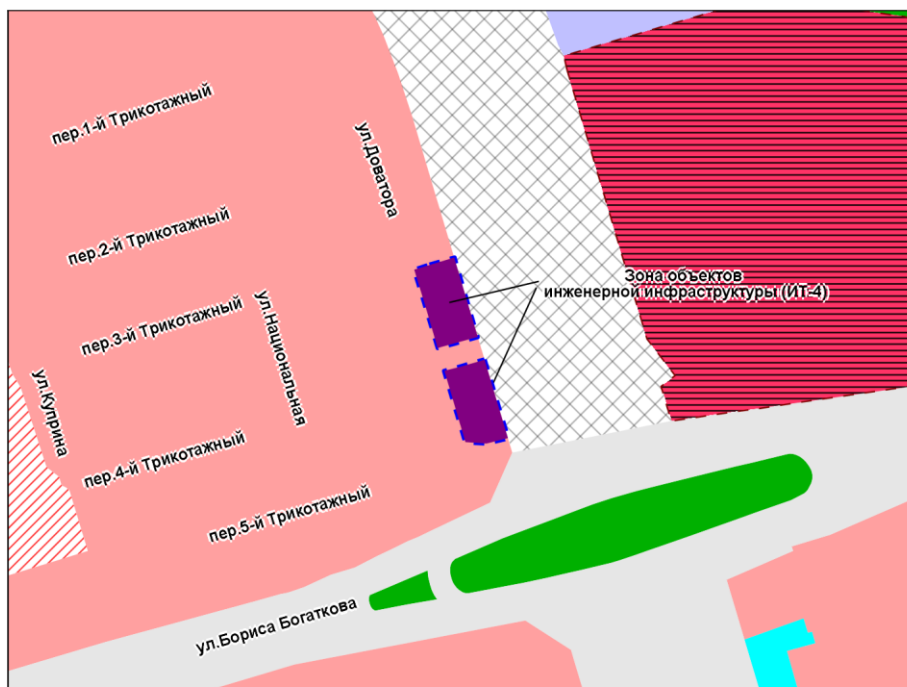 пер.1-й Трикотажный
ул.Доватора
пер.2-й Трикотажный
Зона объектов
инженерной инфраструктуры (ИТ-4)
пер.3-й Трикотажный
ул.Национальная
ул.Куприна
пер.4-й Трикотажный
пер.5-й Трикотажный
ул.Бориса Богаткова